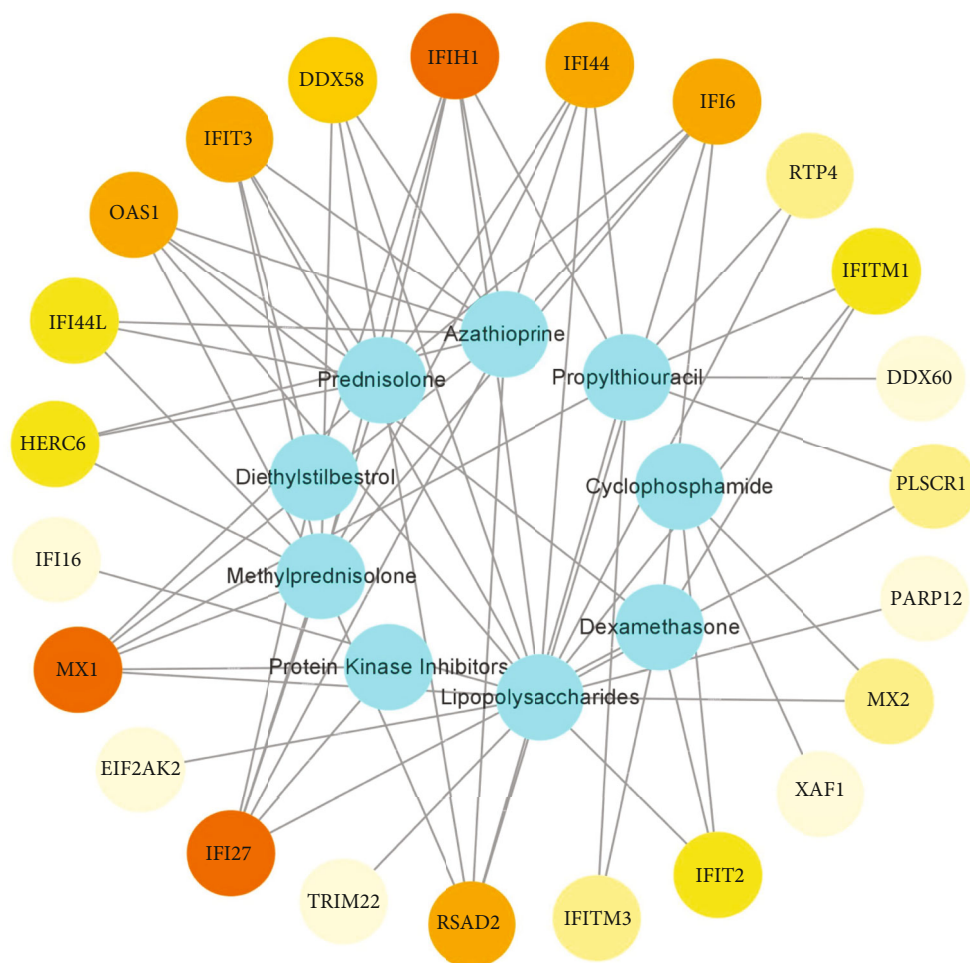 IFIH1
IFI44
DDX58
IFI6
IFIT3
RTP4
OAS1
IFITM1
IFI44L
Azathioprine
Prednisolone
Propylthiouracil
DDX60
HERC6
Diethylstilbestrol
Cyclophosphamide
PLSCR1
IFI16
Methylprednisolone
PARP12
Dexamethasone
MX1
Protein Kinase Inhibitors
Lipopolysaccharides
MX2
EIF2AK2
XAF1
IFI27
IFIT2
TRIM22
RSAD2
IFITM3